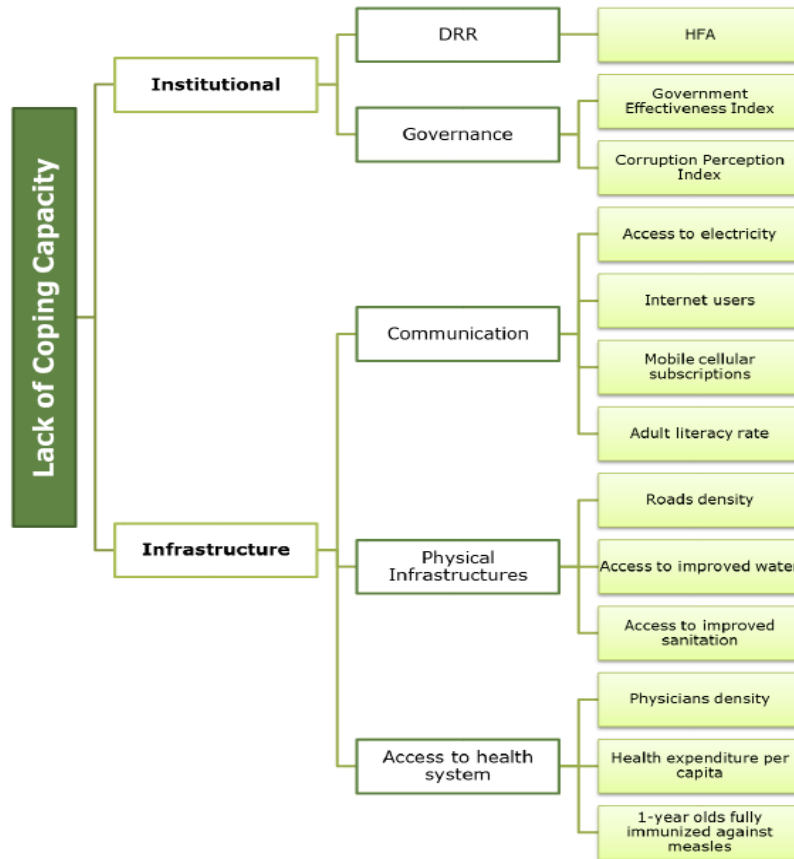 Lack of Coping Capacity
Institutional
DRR
HFA
Governance
Government
Effectiveness Index
Corruption Perception
Index
Infrastructure
Communication
Access to electricity
Internet users
Mobile cellular
subscriptions
Adult literacy rate
Physical
Infrastructures
Roads density
Access to improved water
Access to improved
sanitation
Access to health
system
Physicians density
Health expenditure per
capita
1-year olds fully
immunized against
measles